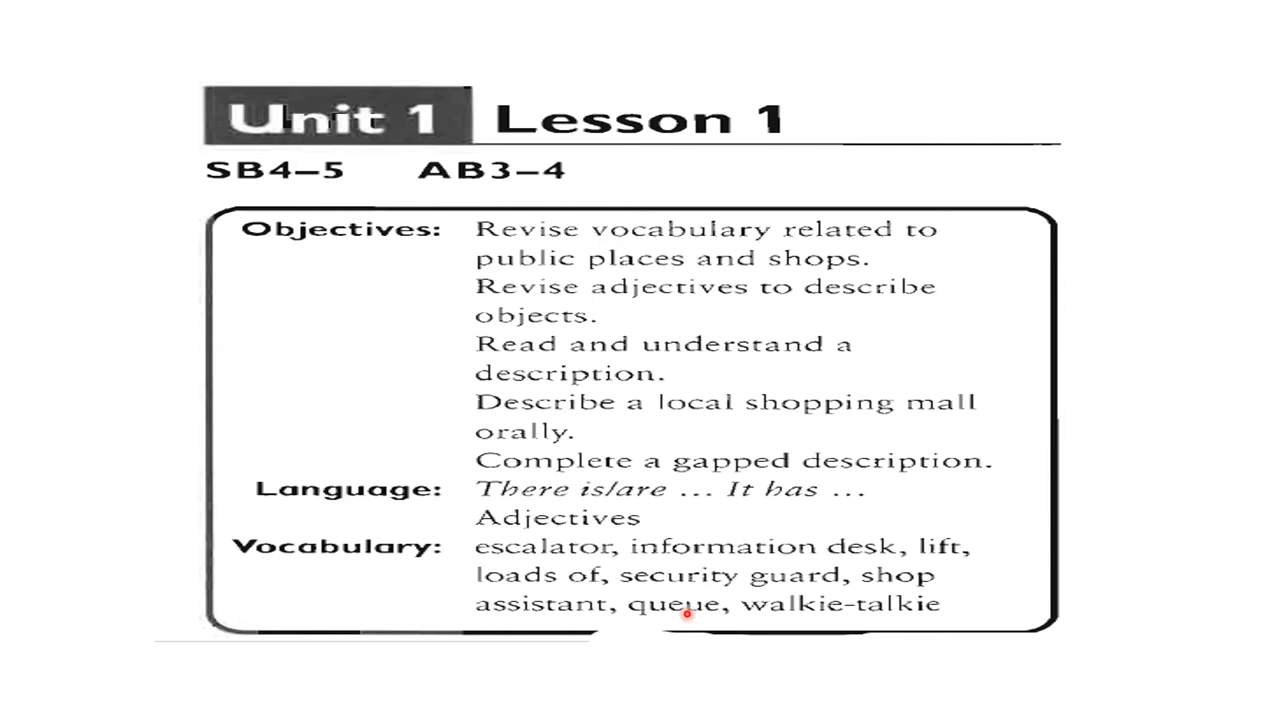 Unit 1 Lesson 1
SB4–5 AB3–4
Objectives: Revise vocabulary related to
public places and shops.
Revise adjectives to describe
objects.
Read and understand a
description.
Describe a local shopping mall
orally.
Complete a gapped description.
Language: There is/are ... It has ...
Adjectives
Vocabulary: escalator, information desk, lift,
loads of, security guard, shop
assistant, queue, walkie-talkie